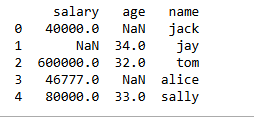 salary age name
0 40000.0 NaN jack
1 NaN 34.0 jay
2 600000.0 32.0 tom
3 46777.0 NaN alice
4 80000.0 33.0 sally